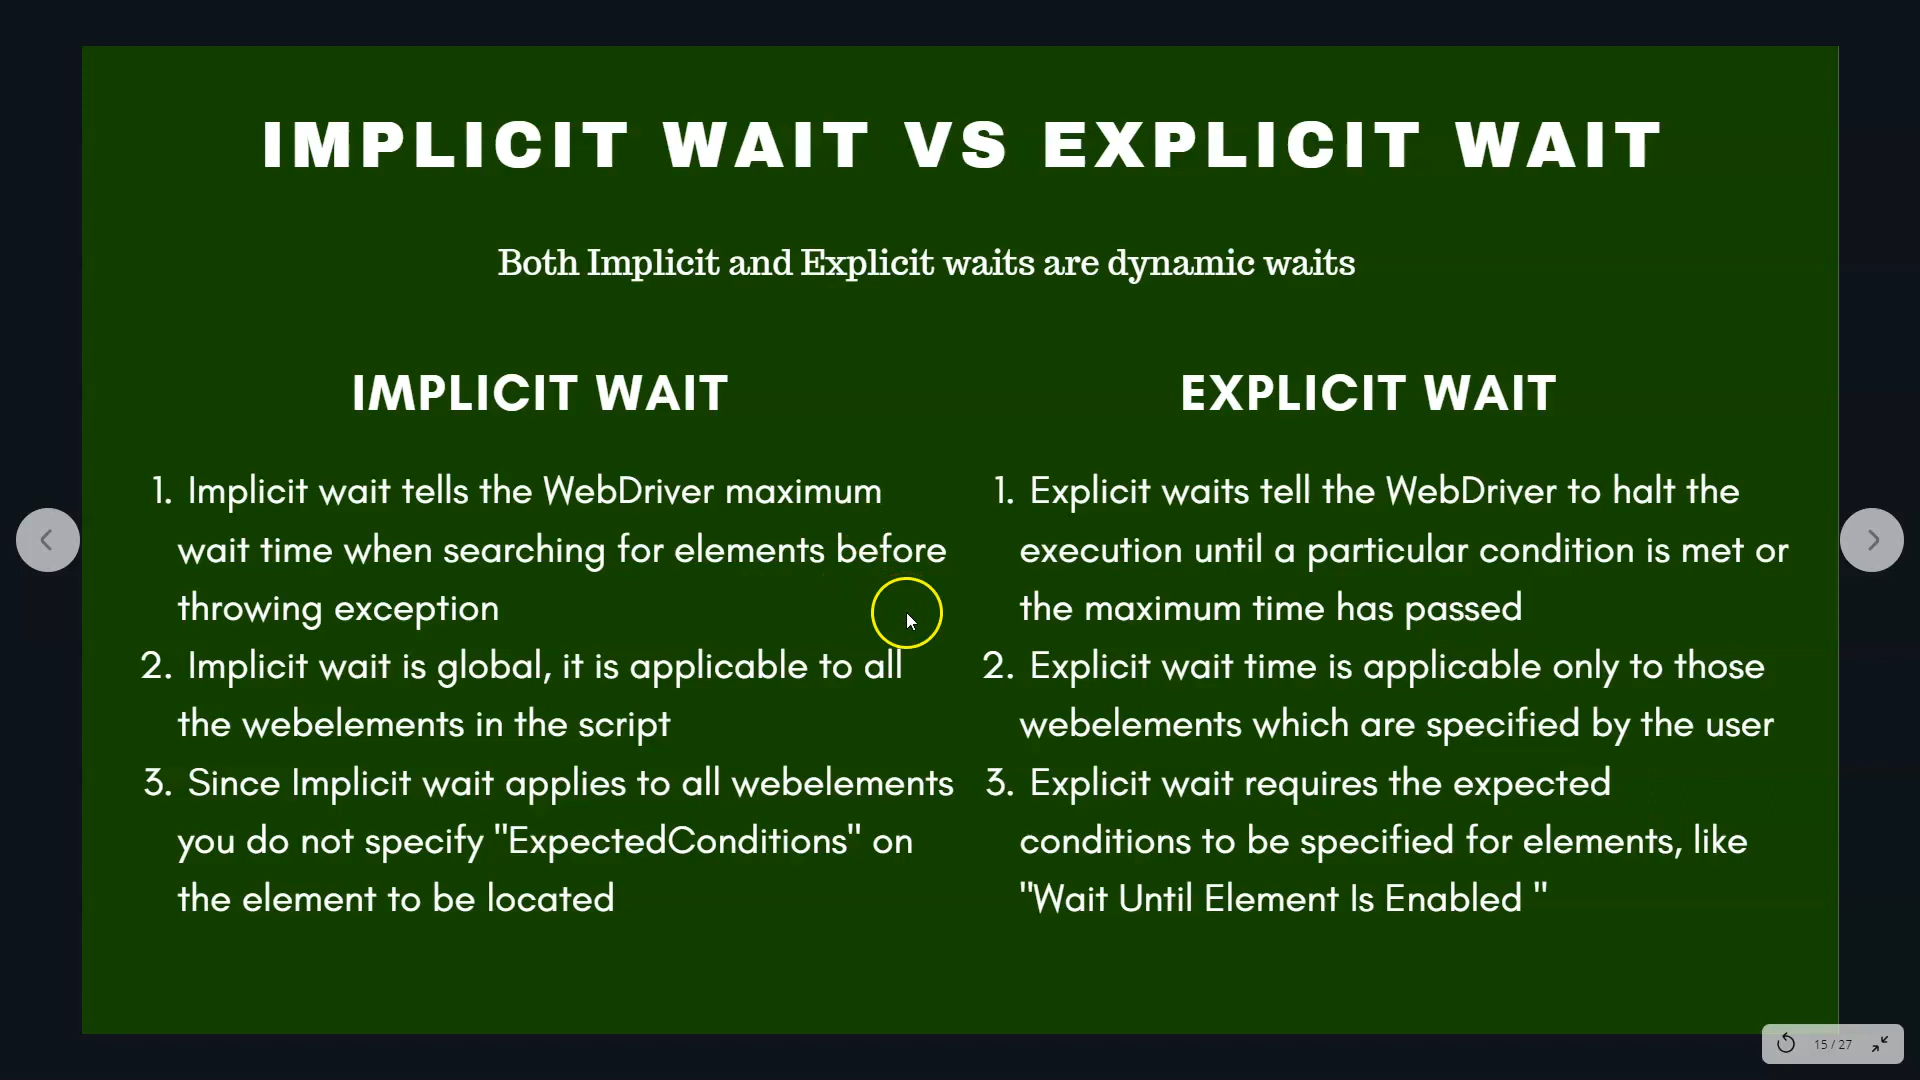 IMPLICIT WAIT VS EXPLICIT WAIT
Both Implicit and Explicit waits are dynamic waits
IMPLICIT WAIT
1. Implicit wait tells the WebDriver maximum
wait time when searching for elements before
throwing exception
2. Implicit wait is global, it is applicable to all
the webelements in the script
3. Since Implicit wait applies to all webelements
you do not specify "ExpectedConditions" on
the element to be located
EXPLICIT WAIT
1. Explicit waits tell the WebDriver to halt the
execution until a particular condition is met or
the maximum time has passed
2. Explicit wait time is applicable only to those
webelements which are specified by the user
3. Explicit wait requires the expected
conditions to be specified for elements, like
"Wait Until Element Is Enabled "
15 / 27